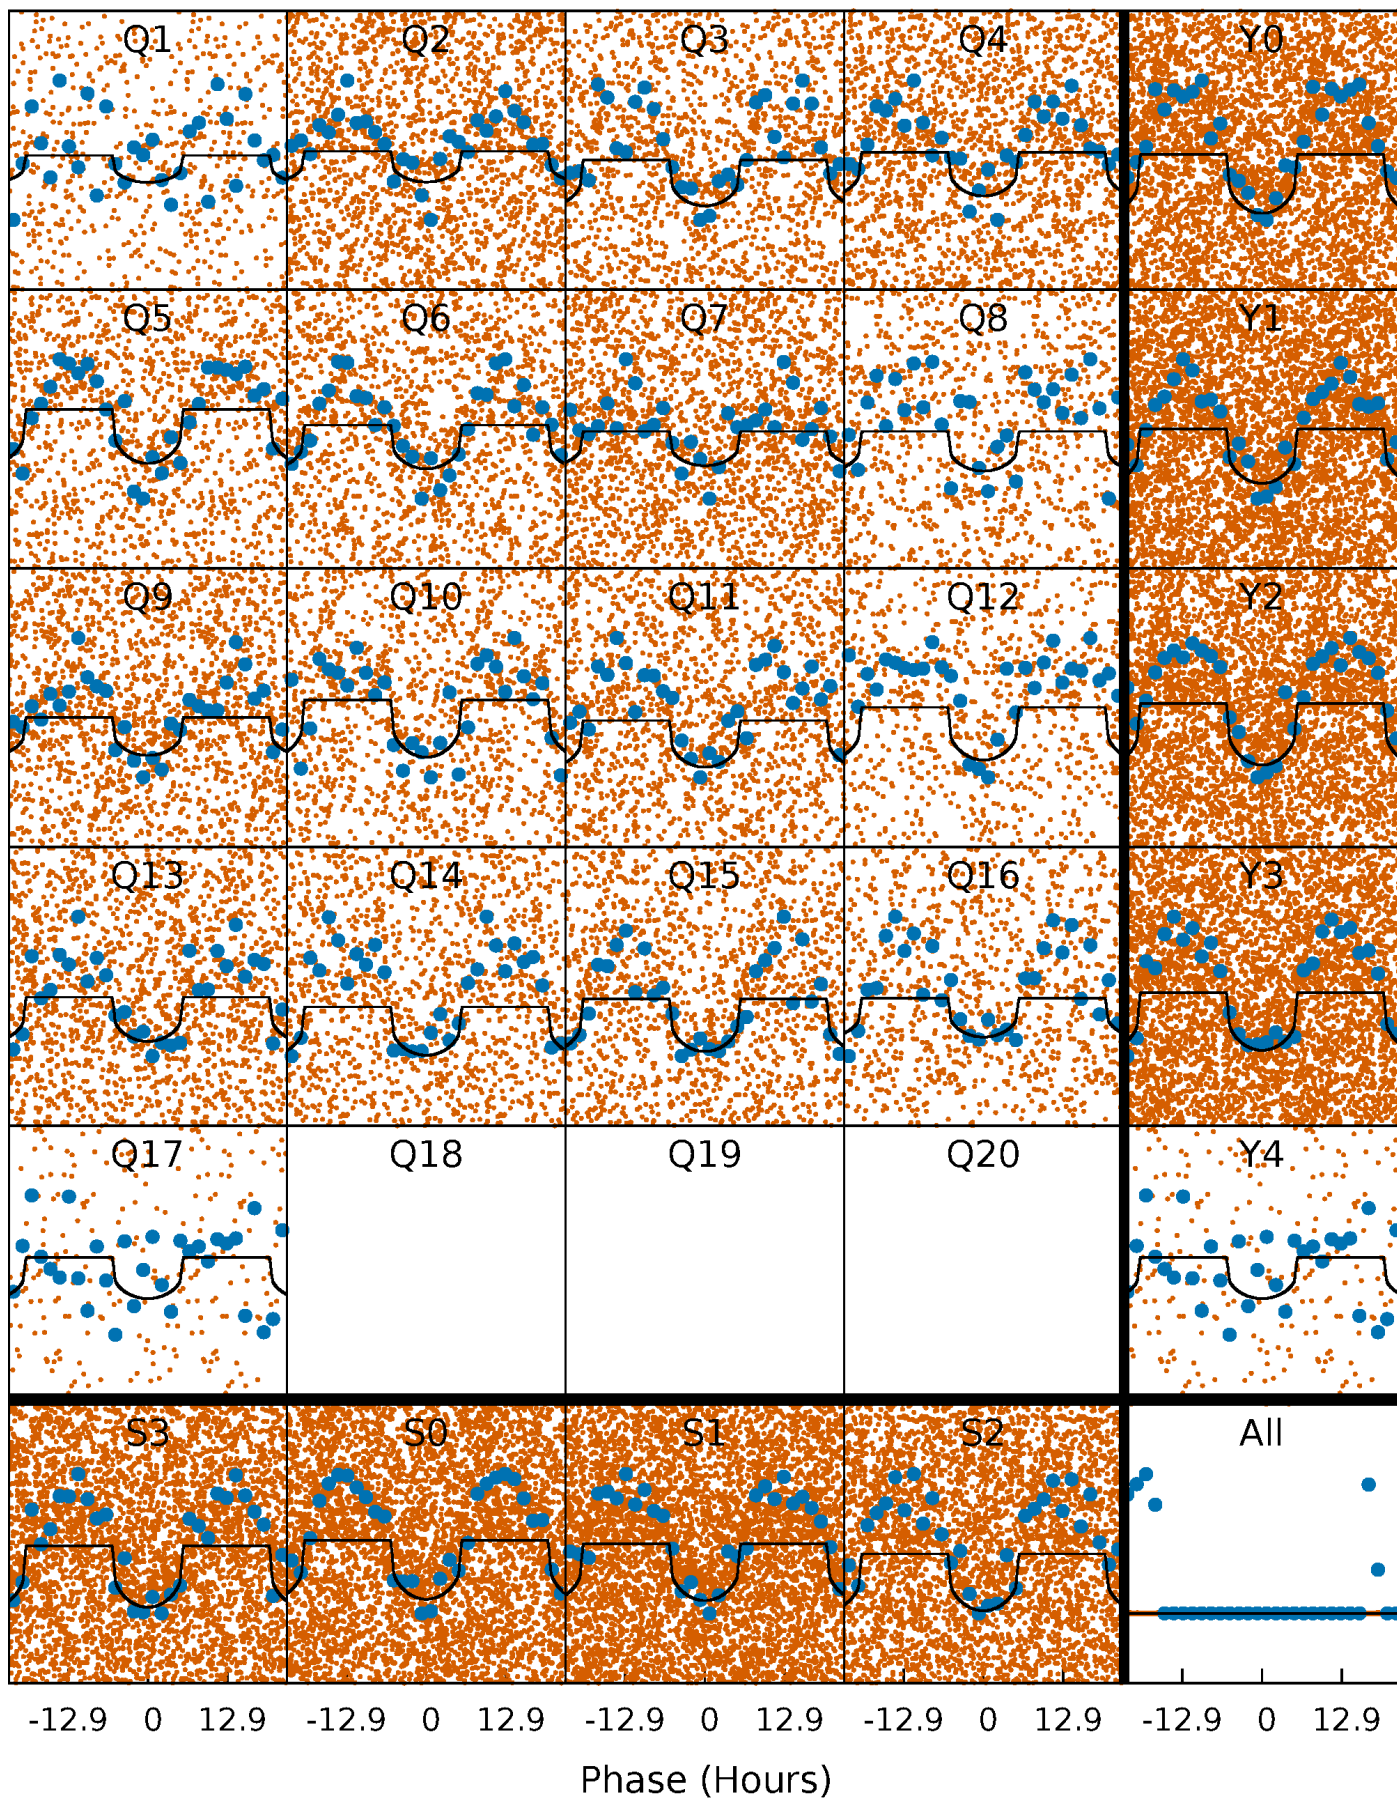 Q1 Q2 Q3 Q4 Y0
Q5 Q6 Q7 Q8 Y1
Q9 Q10 Q11 Q12 Y2
Q13 Q14 Q15 Q16 Y3
Q17 Q18 Q19 Q20 Y4
S3 S0 S1 S2 All
-12.9 0 12.9 -12.9 0 12.9 -12.9 0 12.9 -12.9 0 12.9 -12.9 0 12.9
Phase (Hours)